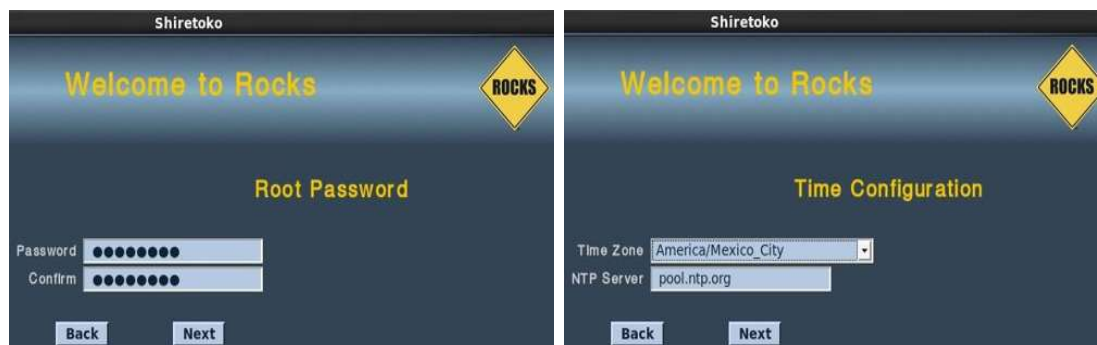 Shiretoko
Welcome to Rocks
ROCKS
Root Password
Password ●●●●●●●●
Confirm ●●●●●●●●
Back Next
Shiretoko
Welcome to Rocks
ROCKS
Time Configuration
Time Zone America/Mexico_City
NTP Server pool.ntp.org
Back Next